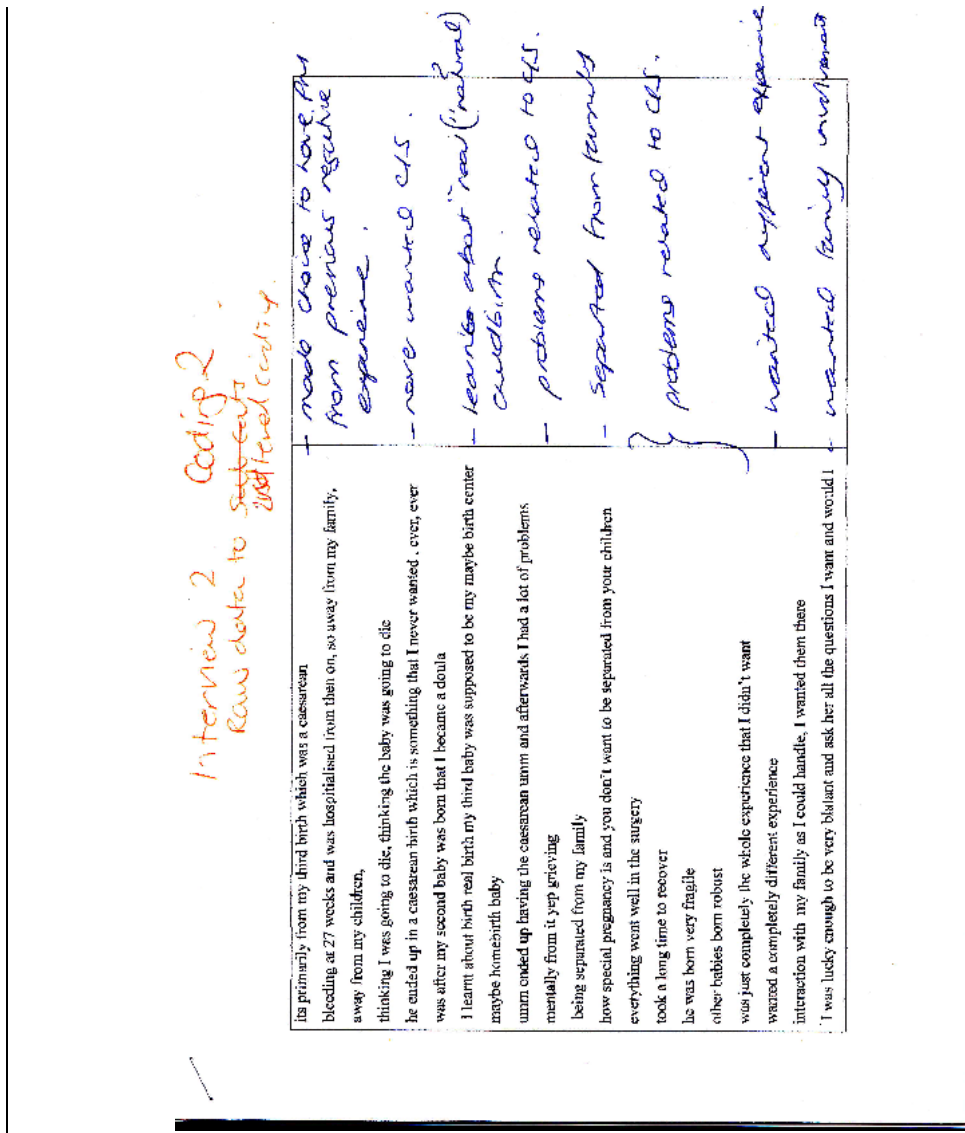 Interview 2 Coding 2
Raw data to sub cats
level coding
its primarily from my third birth which was a caesarean
bleeding at 27 weeks and was hospitialised from then on, so away from my family,
away from my children,
thinking I was going to die, thinking the baby was going to die
he ended up in a caesarean birth which is something that I never wanted . ever, ever
was after my second baby was born that I became a doula
I learnt about birth real birth my third baby was supposed to be my maybe birth center
maybe homebirth baby
umm ended up having the caesarean umm and afterwards I had a lot of problems
mentally from it yep grieving
being separated from my family
how special pregnancy is and you don't want to be separated from your children
everything went well in the surgery
took a long time to recover
he was born very fragile
other babies born robust
was just completely the whole experience that I didn't want
wanted a completely different experience
interaction with my family as I could handle, I wanted them there
I was lucky enough to be very blatant and ask her all the questions I want and would I
- made choice to have PM
from previous negative
experience.
- never wanted C/S.
- learning about "real ("natural)
childbirth
- problems related to C/S.
- separated from family
problems related to C/S.
- wanted different experience
- wanted family involvement